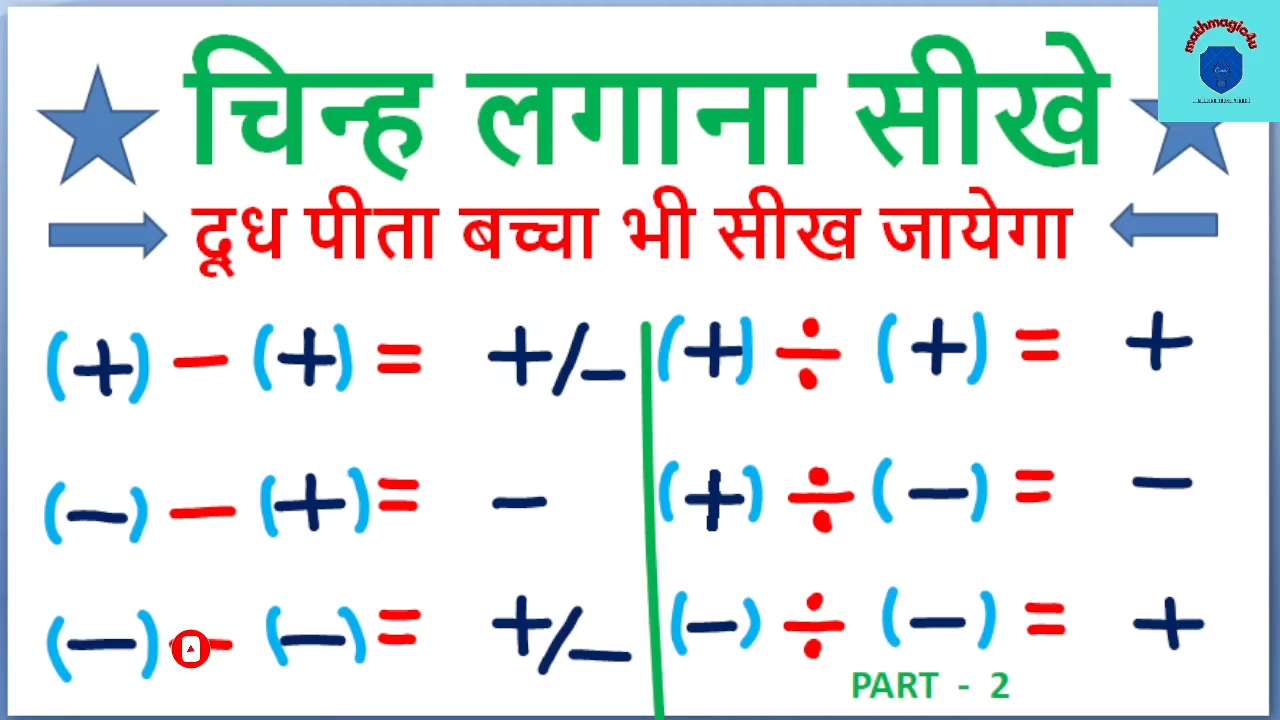 mathmagic4u
चिन्ह लगाना सीखे
दूध पीता बच्चा भी सीख जायेगा
(+) − (+) = +/−
(−) − (+) = −
(−) − (−) = +/−
(+) ÷ (+) = +
(+) ÷ (−) = −
(−) ÷ (−) = +
PART - 2